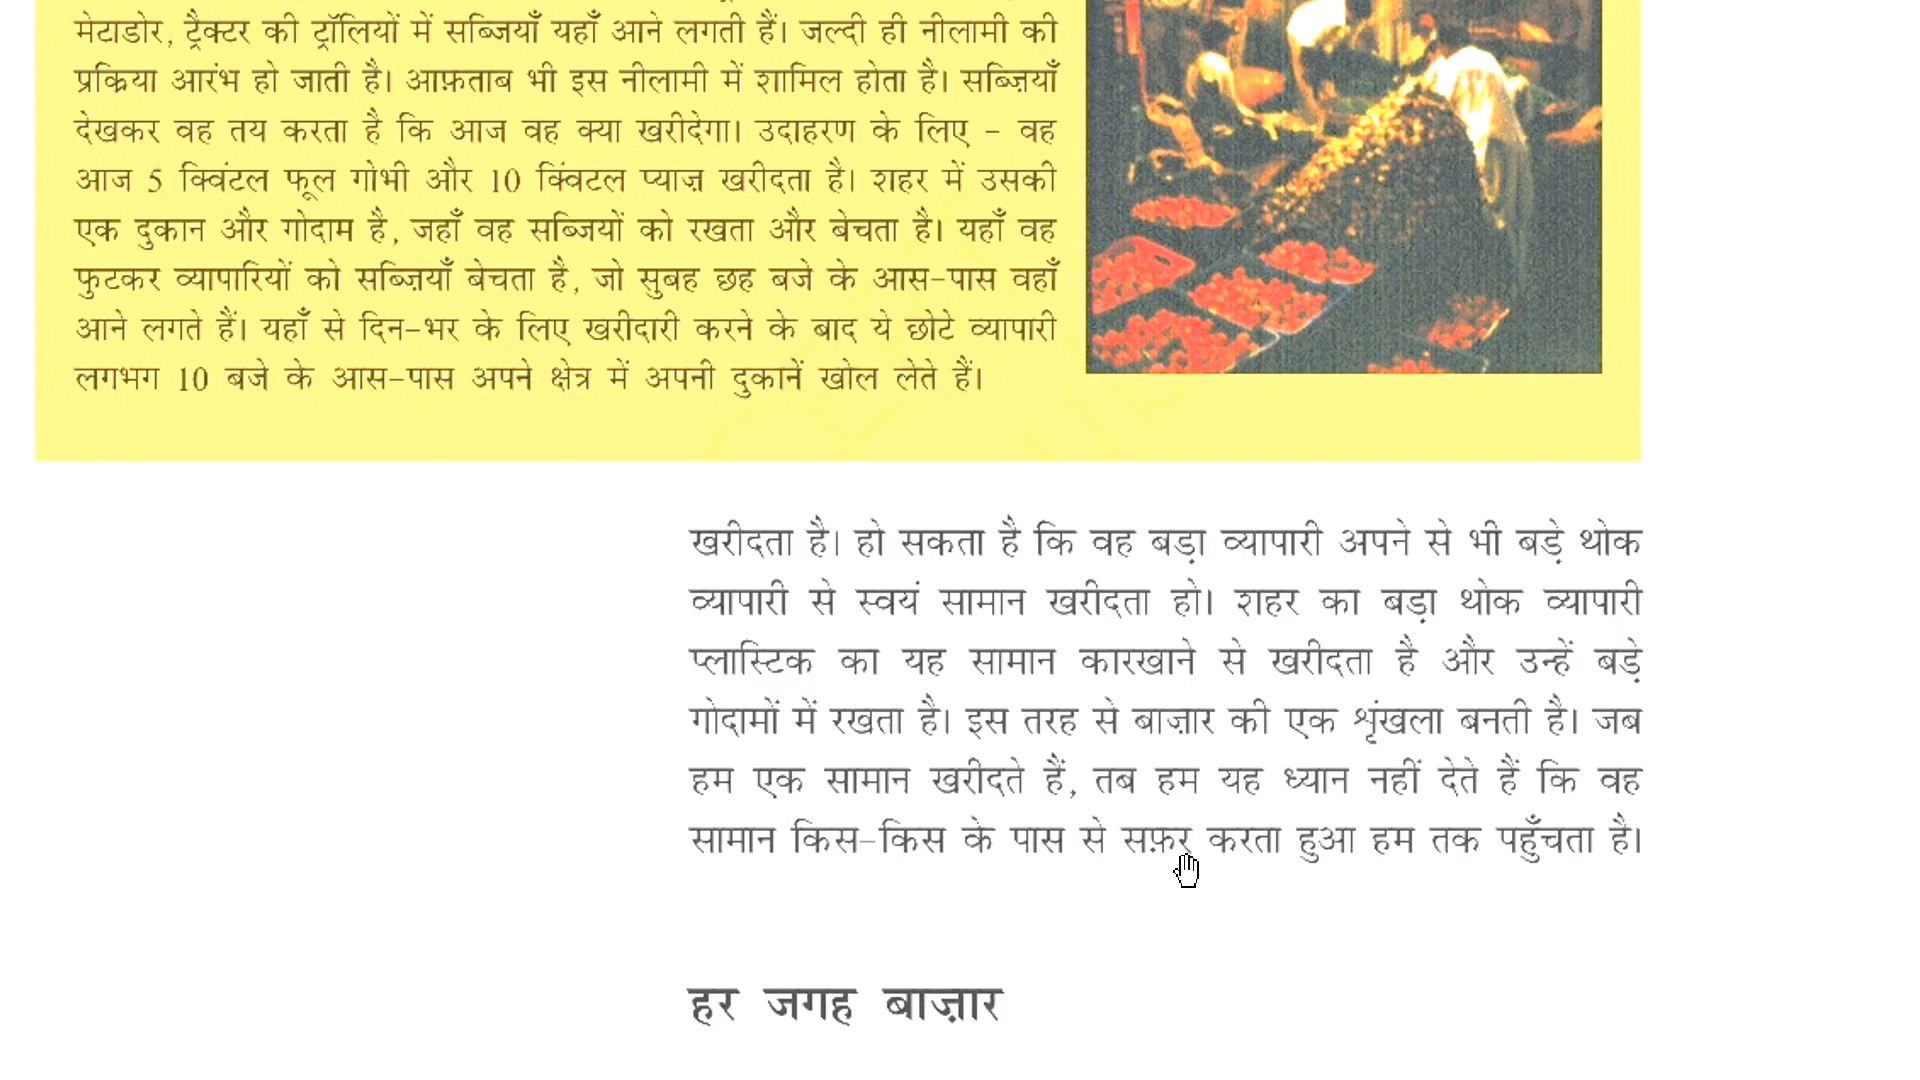 मेटाडोर, ट्रैक्टर की ट्रॉलियों में सब्जियाँ यहाँ आने लगती हैं। जल्दी ही नीलामी की
प्रक्रिया आरंभ हो जाती है। आफ़ताब भी इस नीलामी में शामिल होता है। सब्ज़ियाँ
देखकर वह तय करता है कि आज वह क्या खरीदेगा। उदाहरण के लिए – वह
आज 5 क्विंटल फूल गोभी और 10 क्विंटल प्याज़ खरीदता है। शहर में उसकी
एक दुकान और गोदाम है, जहाँ वह सब्जियों को रखता और बेचता है। यहाँ वह
फुटकर व्यापारियों को सब्ज़ियाँ बेचता है, जो सुबह छह बजे के आस-पास वहाँ
आने लगते हैं। यहाँ से दिन-भर के लिए खरीदारी करने के बाद ये छोटे व्यापारी
लगभग 10 बजे के आस-पास अपने क्षेत्र में अपनी दुकानें खोल लेते हैं।
खरीदता है। हो सकता है कि वह बड़ा व्यापारी अपने से भी बड़े थोक
व्यापारी से स्वयं सामान खरीदता हो। शहर का बड़ा थोक व्यापारी
प्लास्टिक का यह सामान कारखाने से खरीदता है और उन्हें बड़े
गोदामों में रखता है। इस तरह से बाज़ार की एक शृंखला बनती है। जब
हम एक सामान खरीदते हैं, तब हम यह ध्यान नहीं देते हैं कि वह
सामान किस-किस के पास से सफ़र करता हुआ हम तक पहुँचता है।
हर जगह बाज़ार